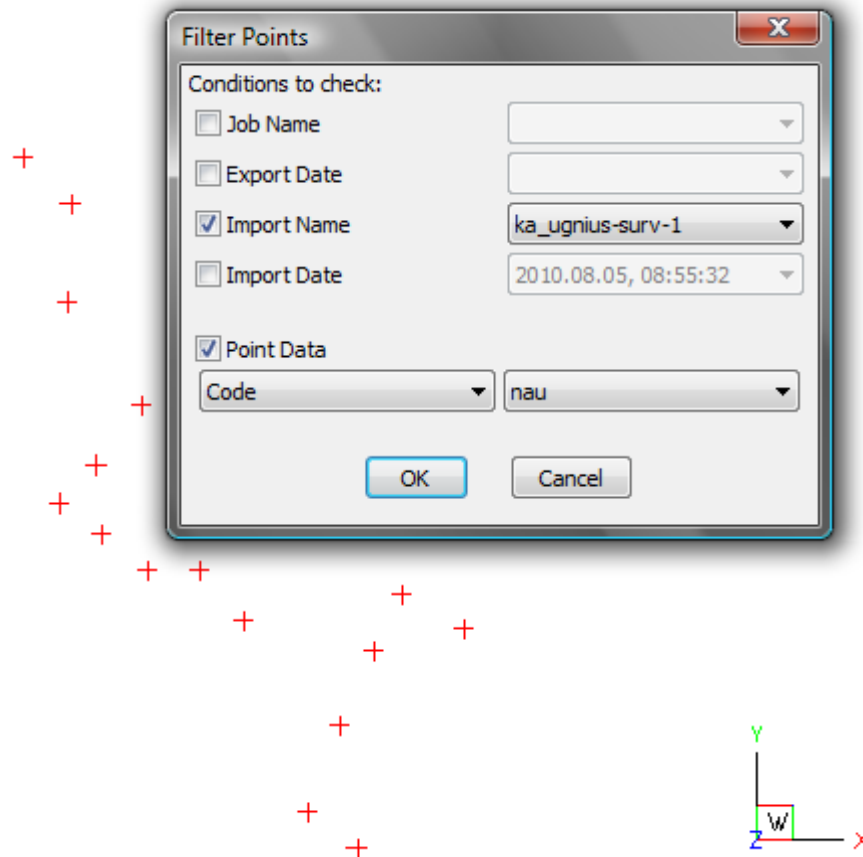 Filter Points
Conditions to check:
Job Name
Export Date
Import Name ka_ugnius-surv-1
Import Date 2010.08.05, 08:55:32
Point Data
Code nau
OK Cancel
Y
W
Z X